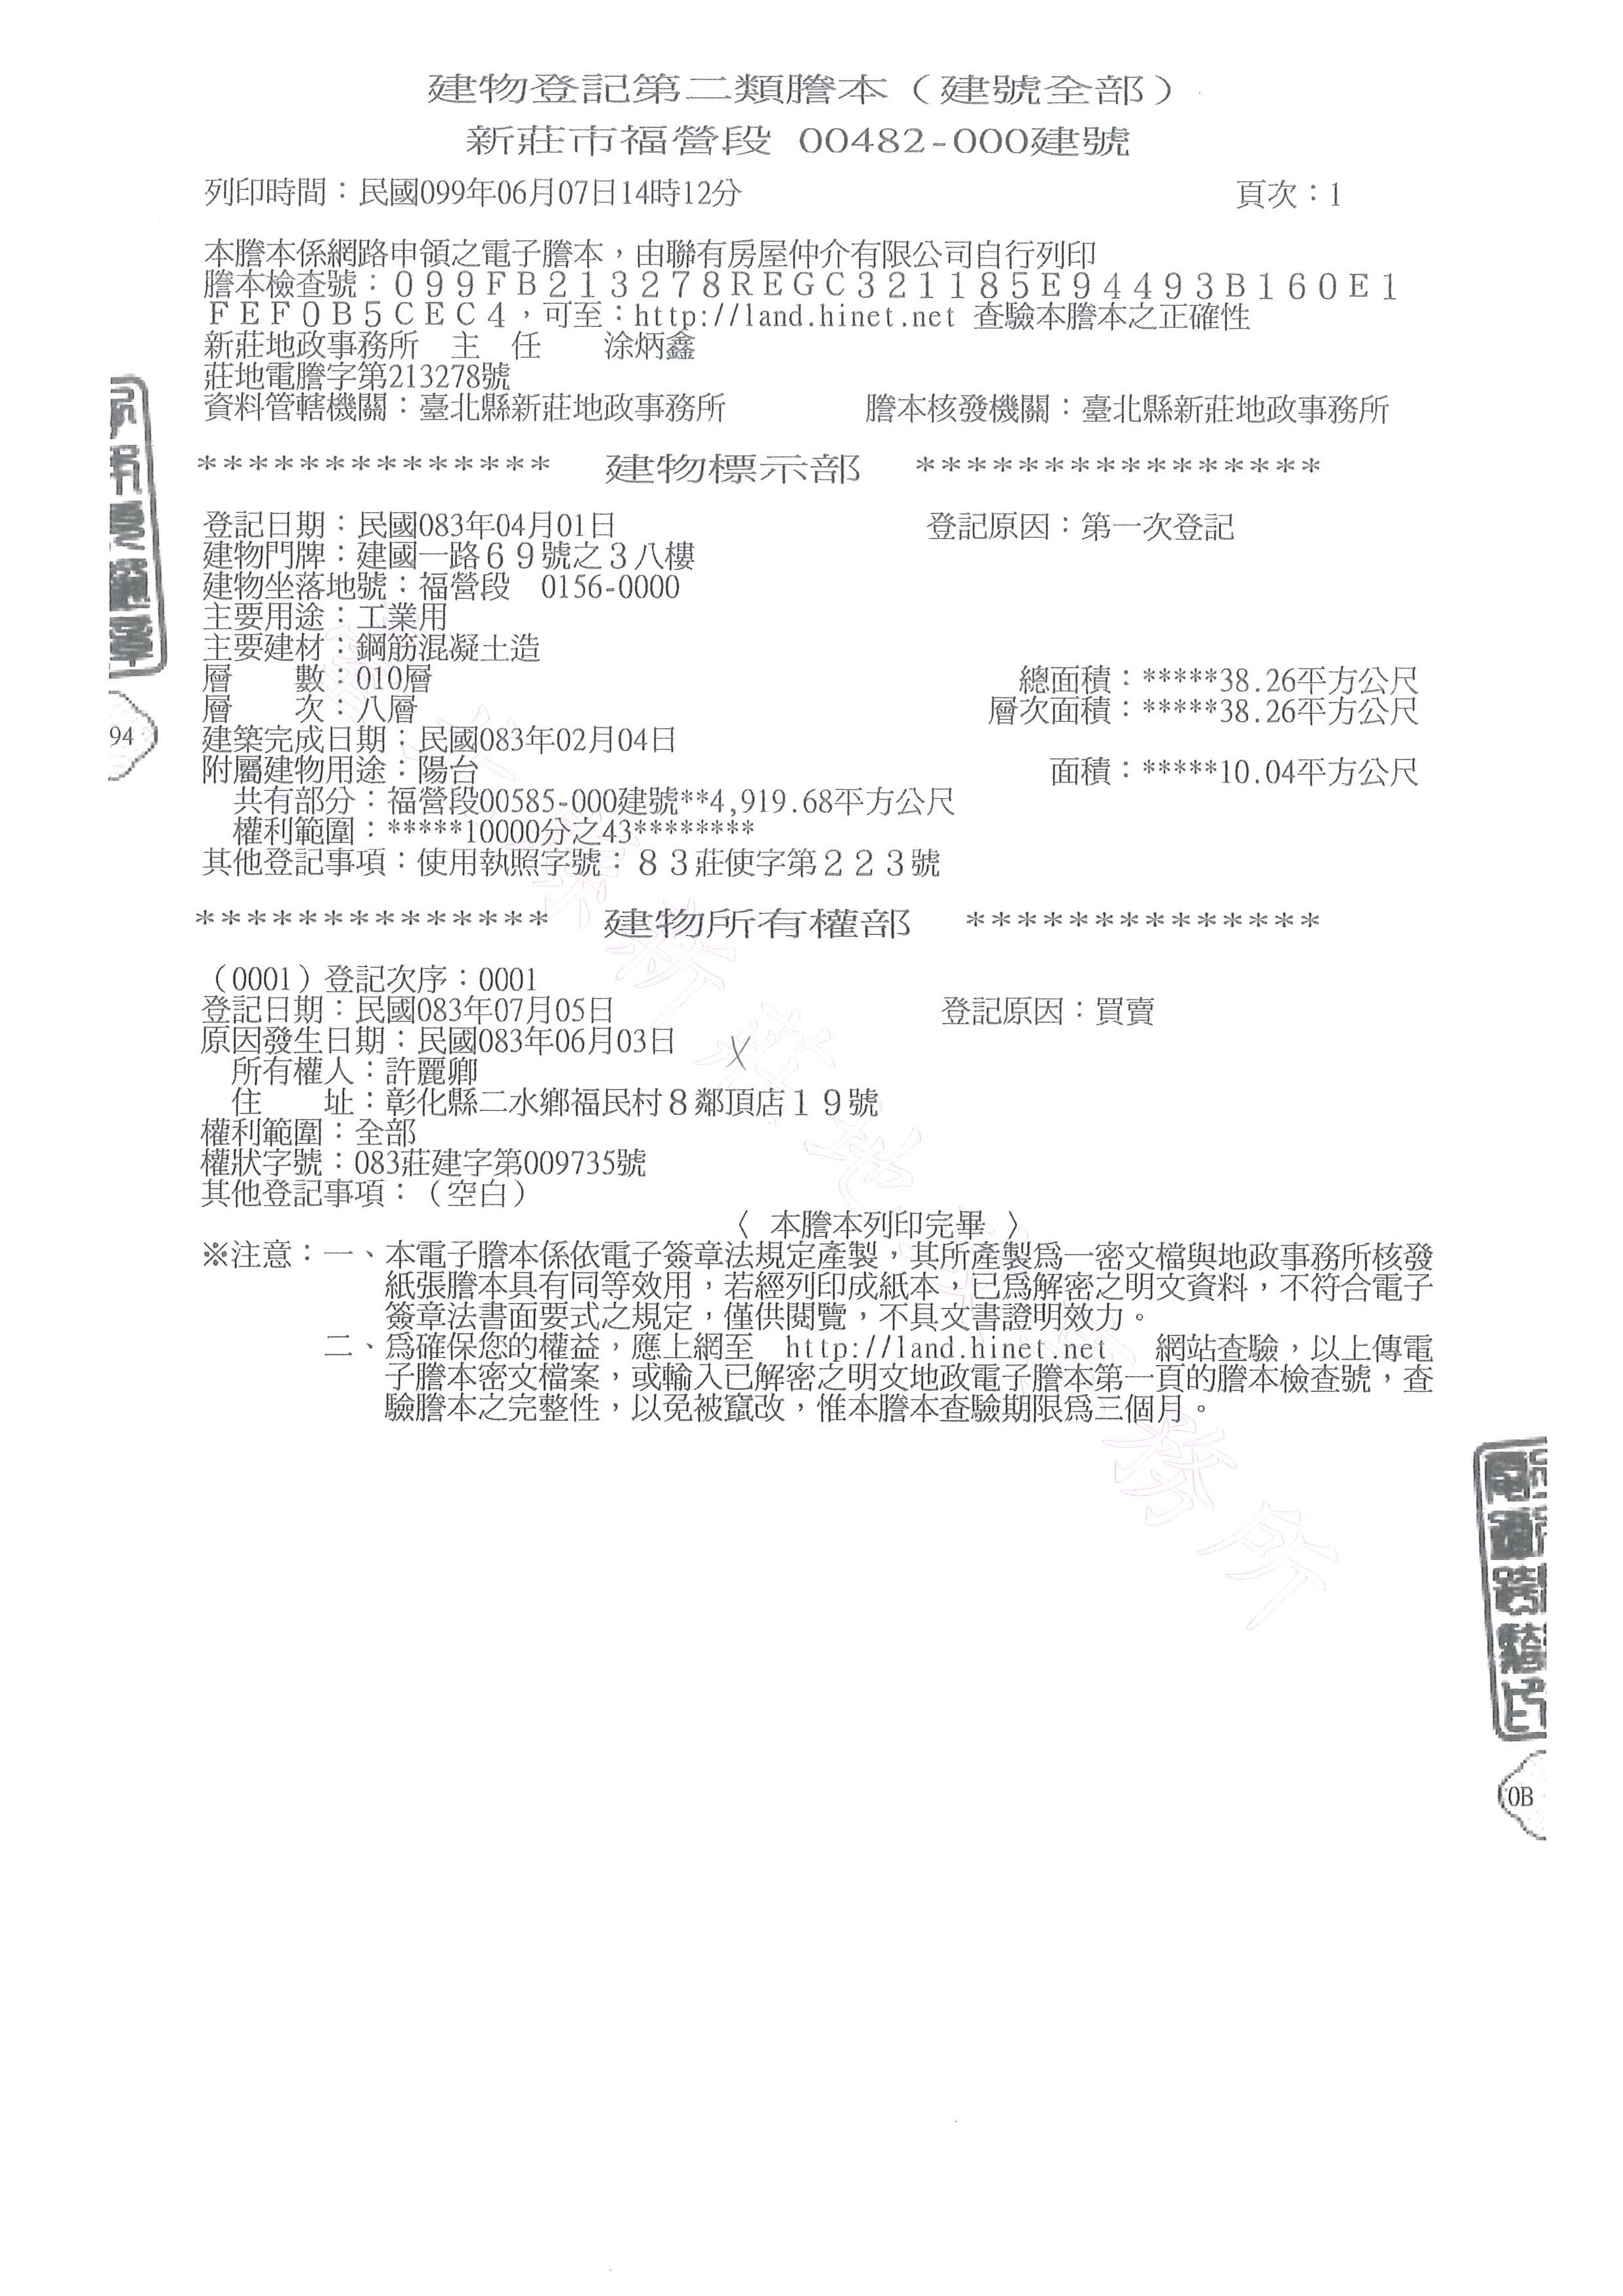 建物登記第二類謄本（建號全部）
新莊市福營段 00482-000建號
列印時間：民國099年06月07日14時12分 頁次：1
本謄本係網路申領之電子謄本，由聯有房屋仲介有限公司自行列印
謄本檢查號：０９９ＦＢ２１３２７８ＲＥＧＣ３２１１８５Ｅ９４４９３Ｂ１６０Ｅ１
ＦＥＦ０Ｂ５ＣＥＣ４，可至：http://land.hinet.net 查驗本謄本之正確性
新莊地政事務所　主　任　　涂炳鑫
莊地電謄字第213278號
資料管轄機關：臺北縣新莊地政事務所 謄本核發機關：臺北縣新莊地政事務所
************** 建物標示部 ****************
登記日期：民國083年04月01日 登記原因：第一次登記
建物門牌：建國一路６９號之３八樓
建物坐落地號：福營段　0156-0000
主要用途：工業用
主要建材：鋼筋混凝土造
層　　數：010層 總面積：*****38.26平方公尺
層　　次：八層 層次面積：*****38.26平方公尺
建築完成日期：民國083年02月04日
附屬建物用途：陽台 面積：*****10.04平方公尺
共有部分：福營段00585-000建號**4,919.68平方公尺
權利範圍：*****10000分之43********
其他登記事項：使用執照字號：８３莊使字第２２３號
************** 建物所有權部 **************
（0001）登記次序：0001
登記日期：民國083年07月05日 登記原因：買賣
原因發生日期：民國083年06月03日
所有權人：許麗卿
住　　址：彰化縣二水鄉福民村８鄰頂店１９號
權利範圍：全部
權狀字號：083莊建字第009735號
其他登記事項：（空白）
〈　本謄本列印完畢　〉
※注意：一、本電子謄本係依電子簽章法規定產製，其所產製為一密文檔與地政事務所核發
紙張謄本具有同等效用，若經列印成紙本，已為解密之明文資料，不符合電子
簽章法書面要式之規定，僅供閱覽，不具文書證明效力。
二、為確保您的權益，應上網至　http://land.hinet.net　網站查驗，以上傳電
子謄本密文檔案，或輸入已解密之明文地政電子謄本第一頁的謄本檢查號，查
驗謄本之完整性，以免被竄改，惟本謄本查驗期限為三個月。
94
0B